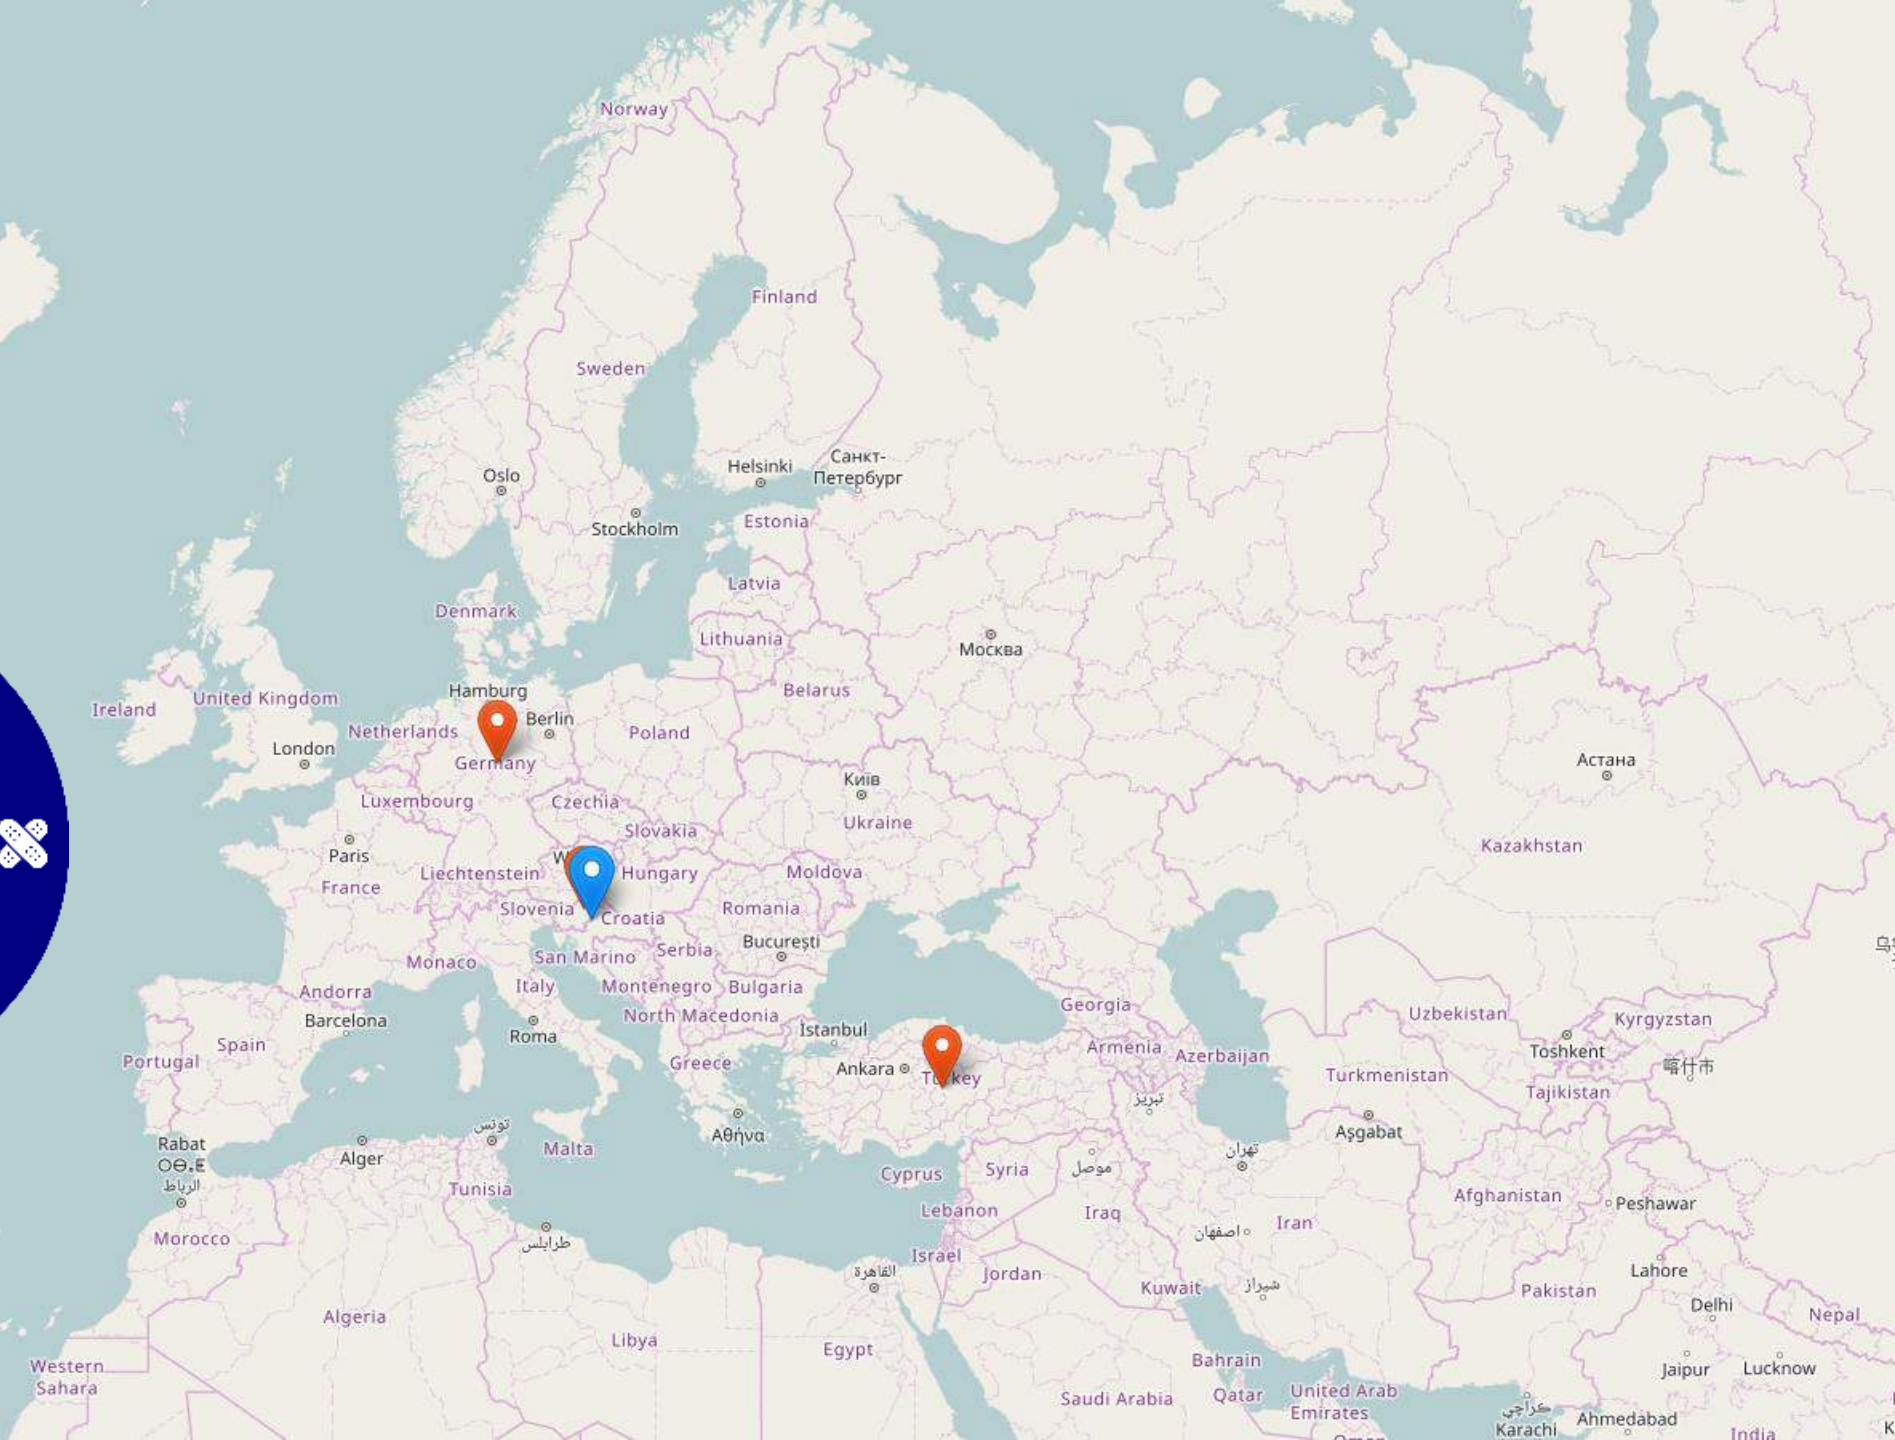 Norway
Finland
Sweden
Oslo
Helsinki
Санкт-
Петербург
Stockholm
Estonia
Latvia
Denmark
Lithuania
Москва
Hamburg
Belarus
United Kingdom
Ireland
Berlin
Netherlands
Poland
London
Germany
Астана
Київ
Luxembourg
Czechia
Ukraine
Slovakia
Paris
Kazakhstan
Liechtenstein
Hungary
Moldova
France
Slovenia
Croatia
Romania
București
Serbia
San Marino
Monaco
Italy
Montenegro
Bulgaria
Andorra
Georgia
Barcelona
North Macedonia
Uzbekistan
Kyrgyzstan
İstanbul
Roma
Spain
Armenia
Azerbaijan
Toshkent
Portugal
Greece
Ankara
Turkey
Turkmenistan
喀什市
Tajikistan
تبریز
تونس
Αθήνα
Aşgabat
Rabat
ⵔⴱⴰⵟ
الرباط
Alger
Malta
تهران
Cyprus
Syria
موصل
Tunisia
Afghanistan
Peshawar
Lebanon
Iraq
اصفهان
Iran
Morocco
طرابلس
Israel
القاهرة
Jordan
Kuwait
شیراز
Lahore
Pakistan
Delhi
Algeria
Nepal
Libya
Egypt
Western
Sahara
Bahrain
Jaipur
Lucknow
Saudi Arabia
Qatar
United Arab
Emirates
كراچي
Karachi
Ahmedabad
India